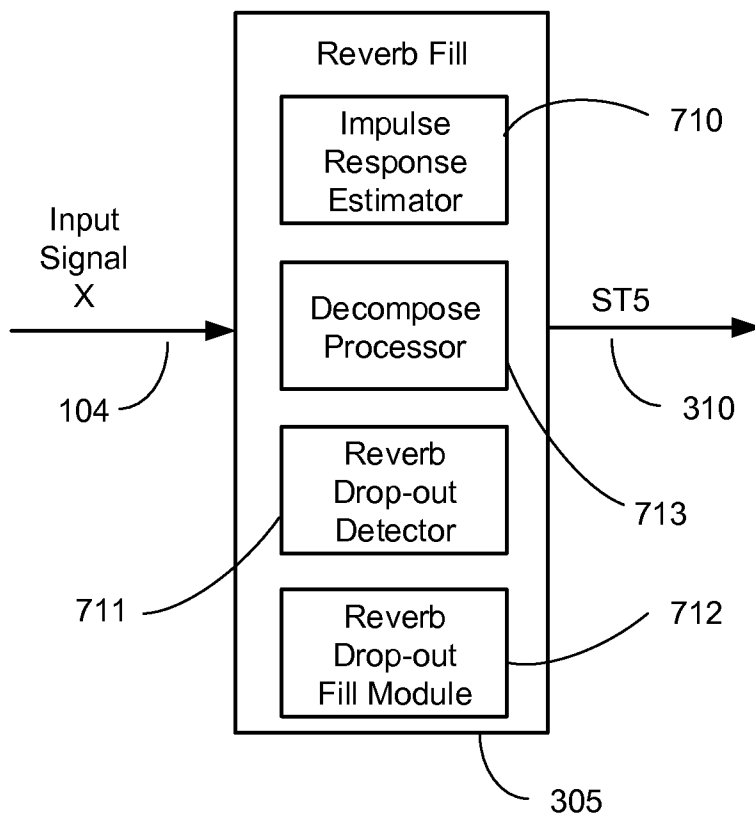 Reverb Fill
Impulse
Response
Estimator
710
Input
Signal
X
104
Decompose
Processor
713
ST5
310
Reverb
Drop-out
Detector
711
Reverb
Drop-out
Fill Module
712
305